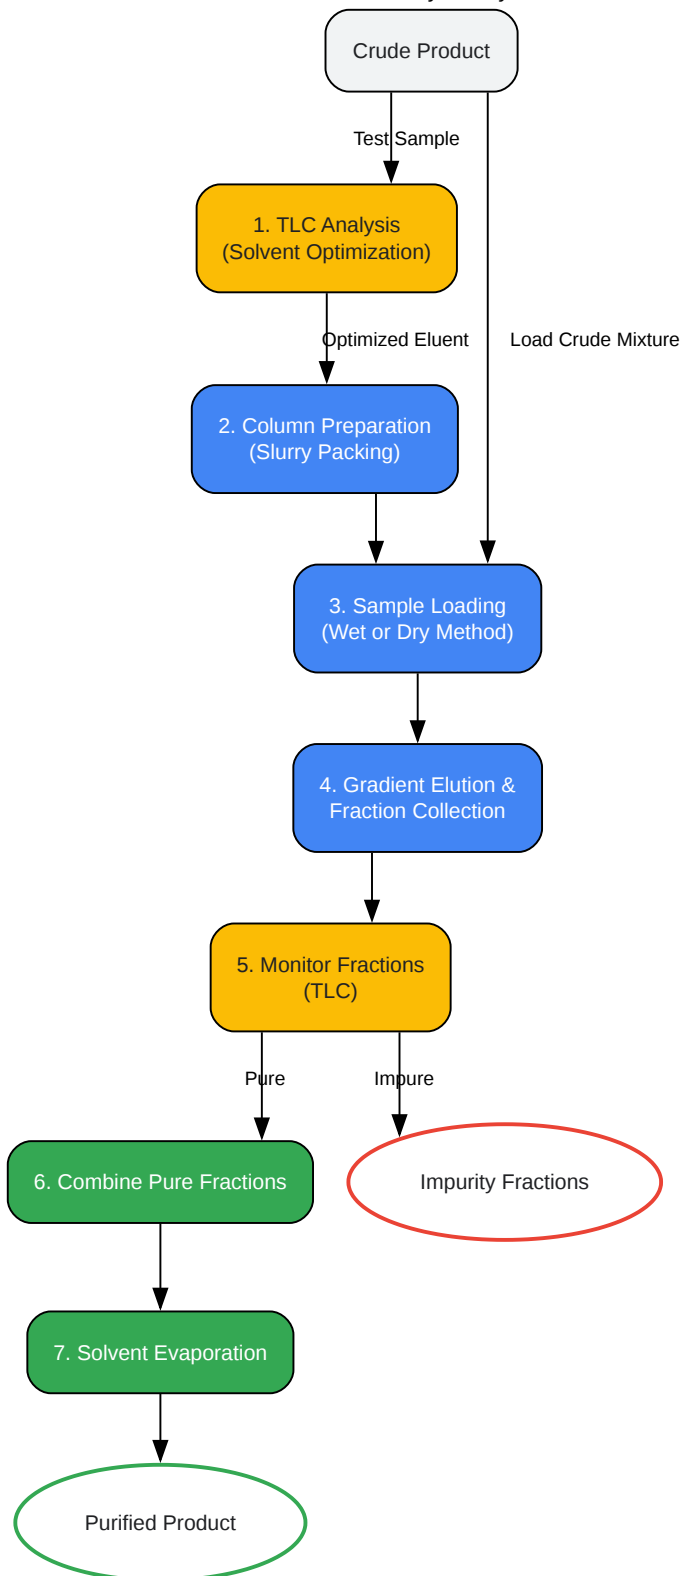 Crude Product
Test Sample
1. TLC Analysis
(Solvent Optimization)
Optimized Eluent
Load Crude Mixture
2. Column Preparation
(Slurry Packing)
3. Sample Loading
(Wet or Dry Method)
4. Gradient Elution &
Fraction Collection
5. Monitor Fractions
(TLC)
Pure
Impure
6. Combine Pure Fractions
Impurity Fractions
7. Solvent Evaporation
Purified Product